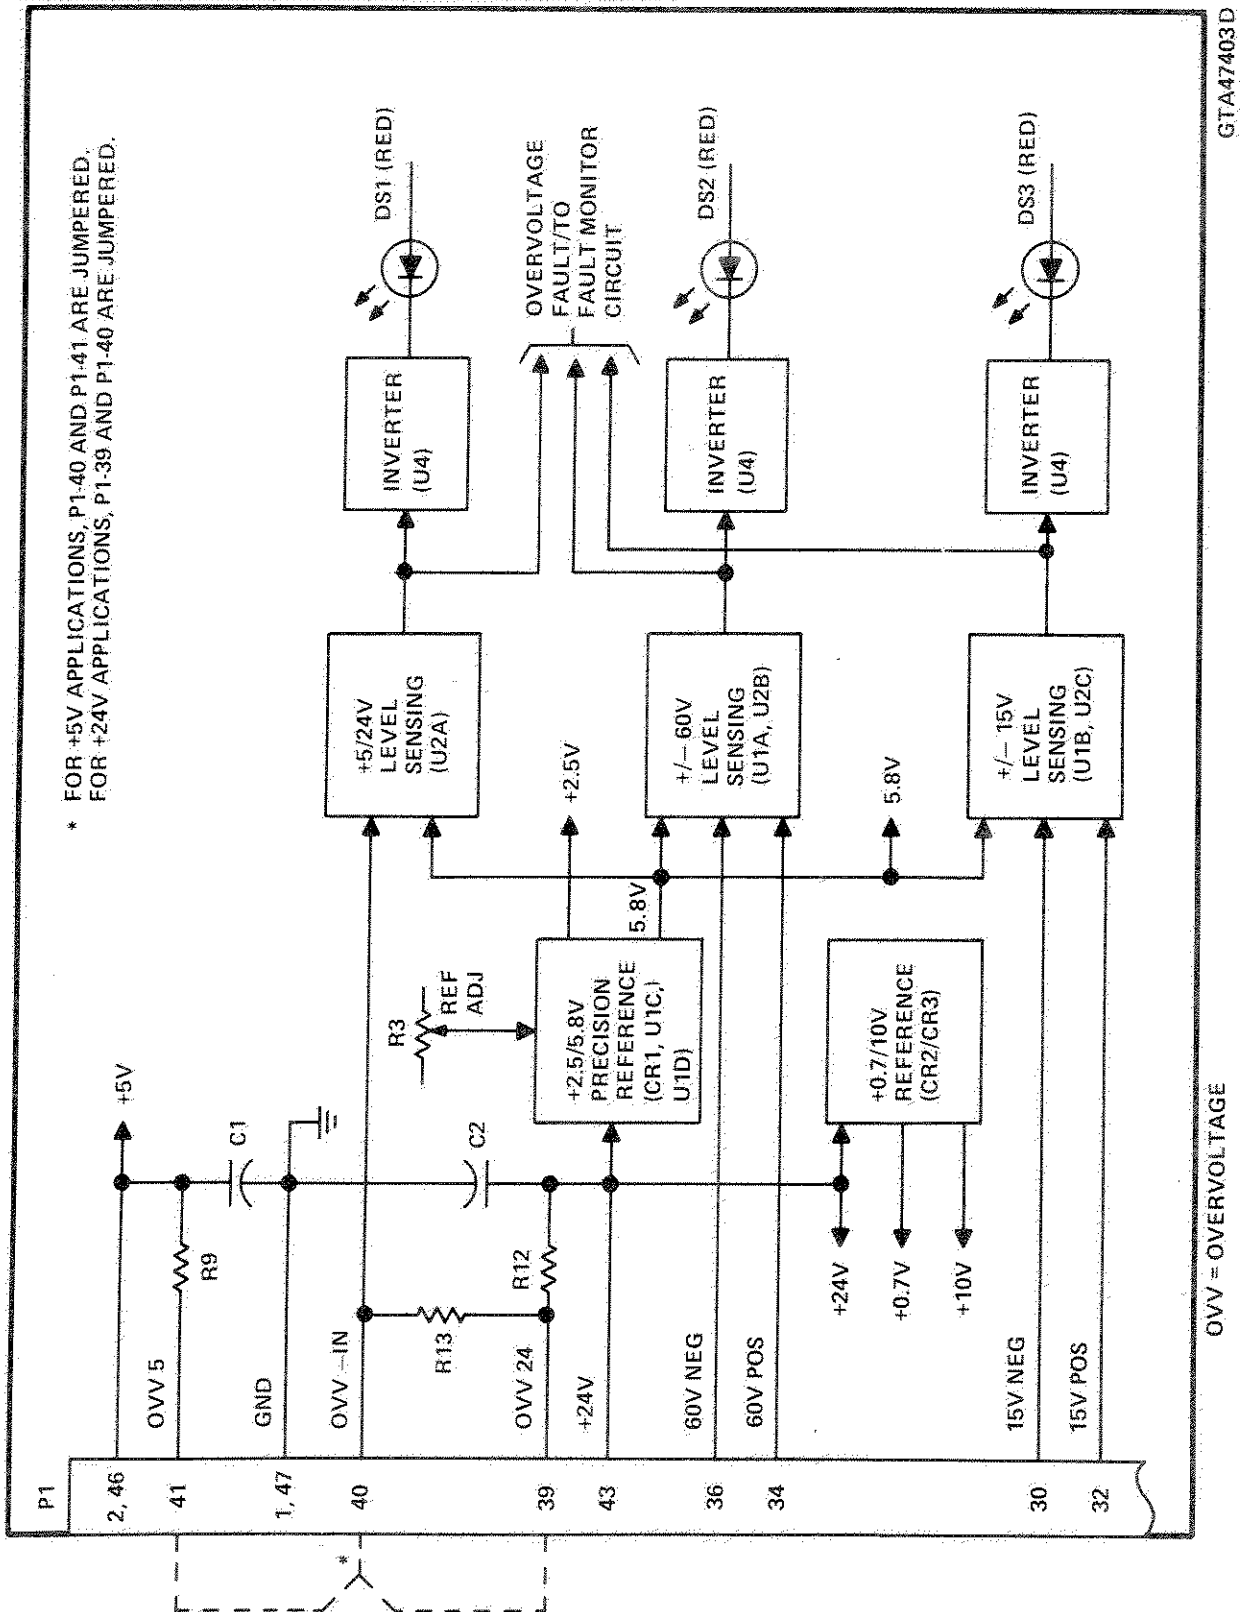 * FOR +5V APPLICATIONS, P1-40 AND P1-41 ARE JUMPERED.
FOR +24V APPLICATIONS, P1-39 AND P1-40 ARE JUMPERED.
P1
2, 46
41
1, 47
40
39
43
36
34
30
32
*
OVV 5
GND
OVV -IN
OVV 24
+24V
60V NEG
60V POS
15V NEG
15V POS
+5V
R9
C1
C2
R13
R12
R3
REF
ADJ
+2.5/5.8V
PRECISION
REFERENCE
(CR1, U1C,
U1D)
+2.5V
5.8V
+0.7/10V
REFERENCE
(CR2/CR3)
+24V
+0.7V
+10V
5.8V
+5/24V
LEVEL
SENSING
(U2A)
+/- 60V
LEVEL
SENSING
(U1A, U2B)
+/- 15V
LEVEL
SENSING
(U1B, U2C)
INVERTER
(U4)
INVERTER
(U4)
INVERTER
(U4)
DS1 (RED)
OVERVOLTAGE
FAULT/TO
FAULT MONITOR
CIRCUIT
DS2 (RED)
DS3 (RED)
OVV = OVERVOLTAGE
GTA47403D